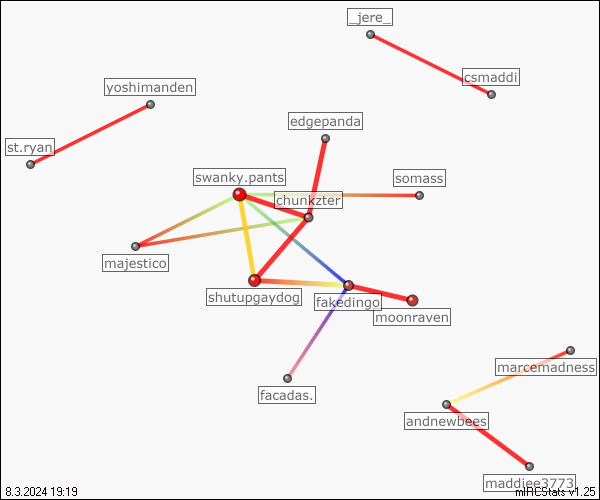 _jere_
csmaddi
yoshimanden
edgepanda
st.ryan
swanky.pants
somass
chunkzter
majestico
shutupgaydog
fakedingo
moonraven
marcemadness
facadas.
andnewbees
maddiee3773
8.3.2024 19:19
mIRCStats v1.25